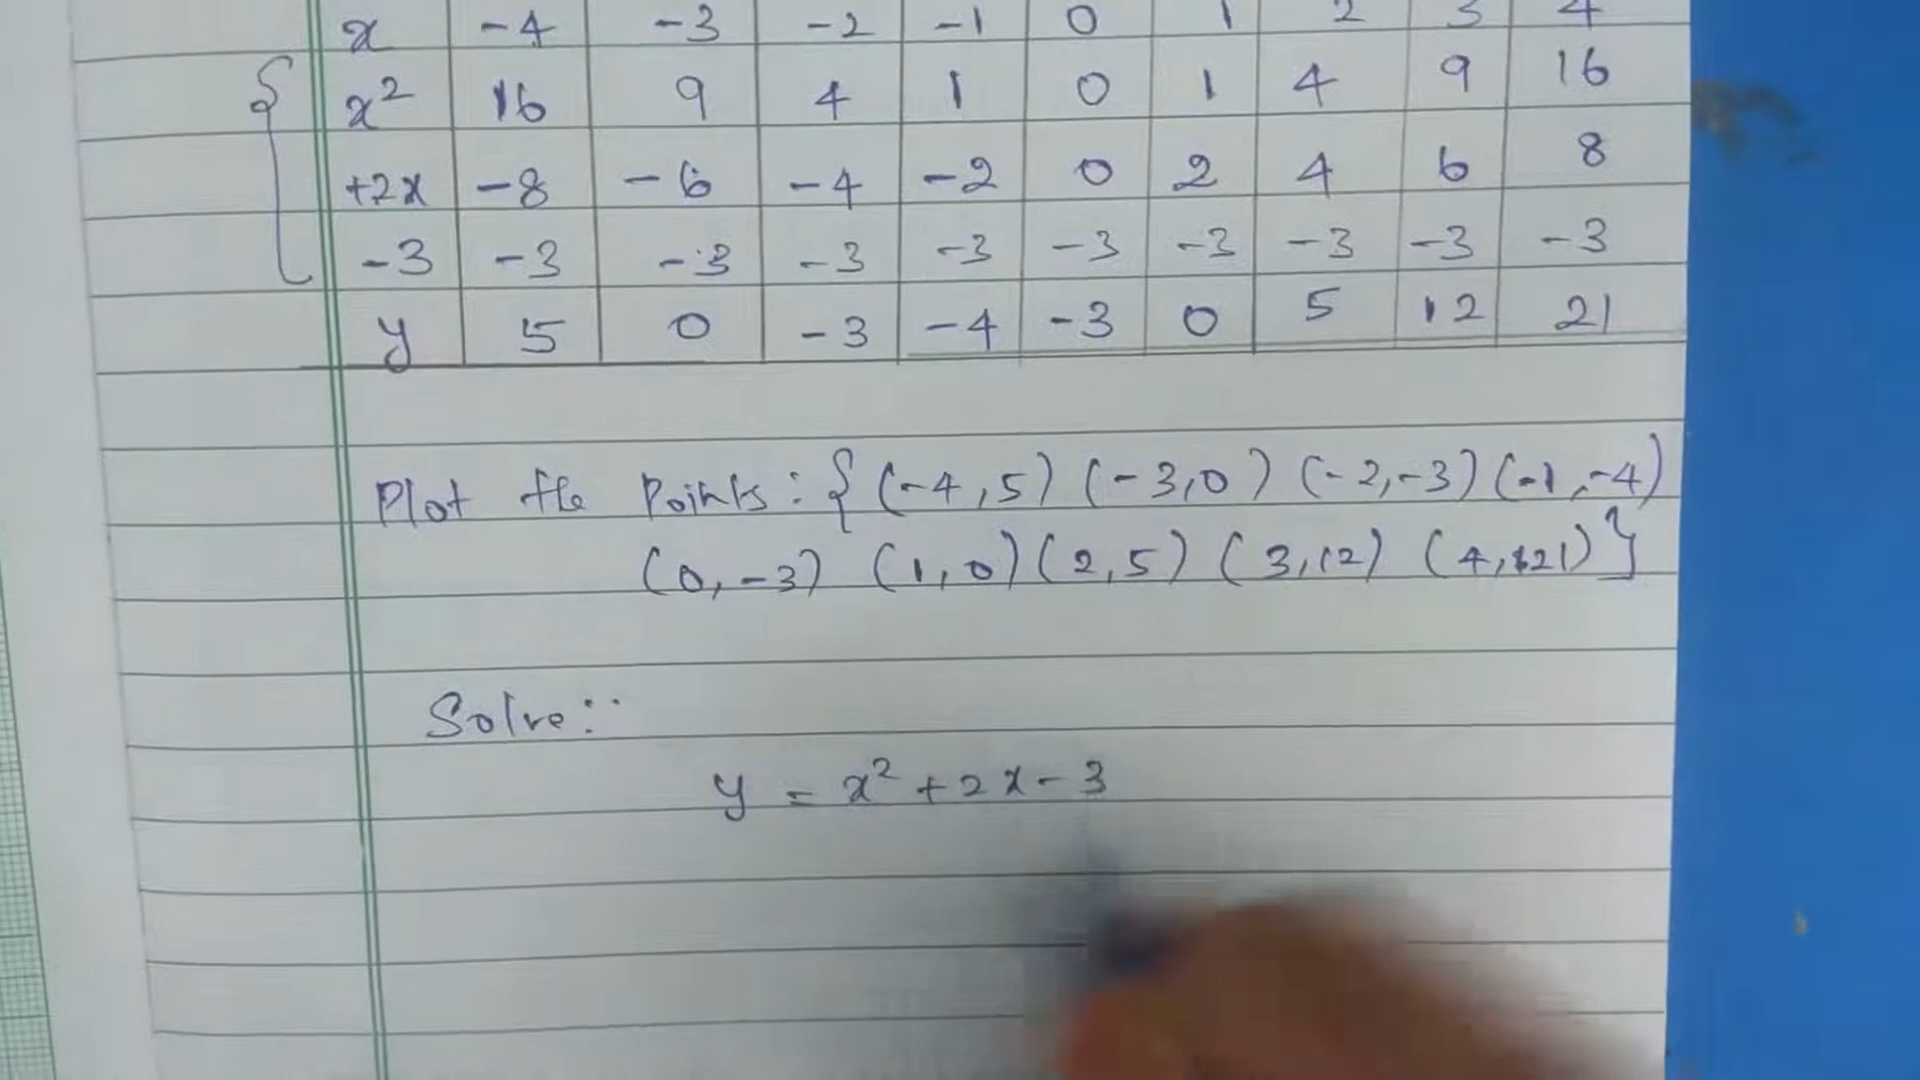 x -4 -3 -2 -1 0 1 2 3 4
x² 16 9 4 1 0 1 4 9 16
+2x -8 -6 -4 -2 0 2 4 6 8
-3 -3 -3 -3 -3 -3 -3 -3 -3 -3
y 5 0 -3 -4 -3 0 5 12 21
Plot the Points : { (-4,5) (-3,0) (-2,-3) (-1,-4)
(0,-3) (1,0) (2,5) (3,12) (4,21) }
Solve::
y = x² + 2x - 3